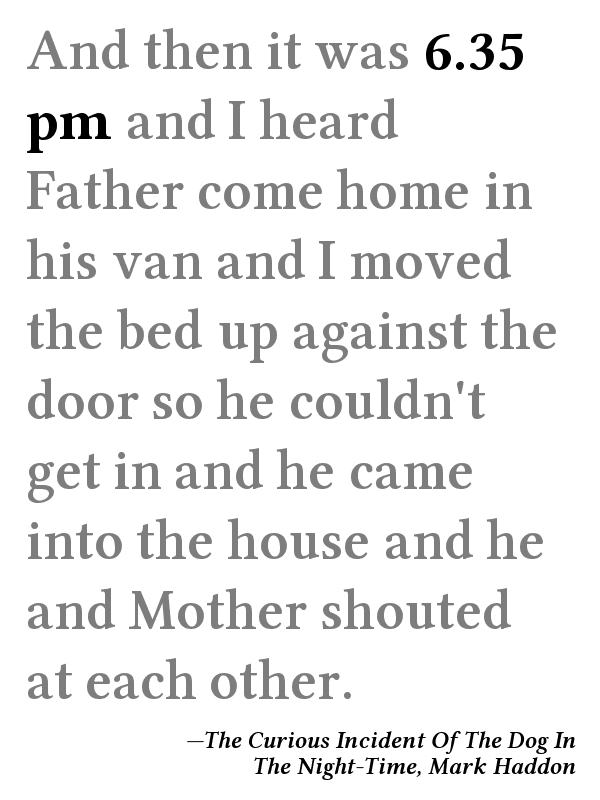 And then it was 6.35
pm and I heard
Father come home in
his van and I moved
the bed up against the
door so he couldn't
get in and he came
into the house and he
and Mother shouted
at each other.
—The Curious Incident Of The Dog In
The Night-Time, Mark Haddon